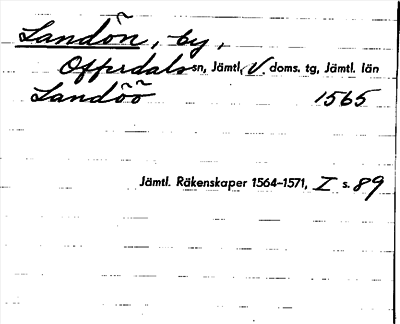 Landön, by,
Offerdals sn, Jämtl. V. doms. tg, Jämtl. län
Landöö 1565
Jämtl. Räkenskaper 1564-1571, I s. 89